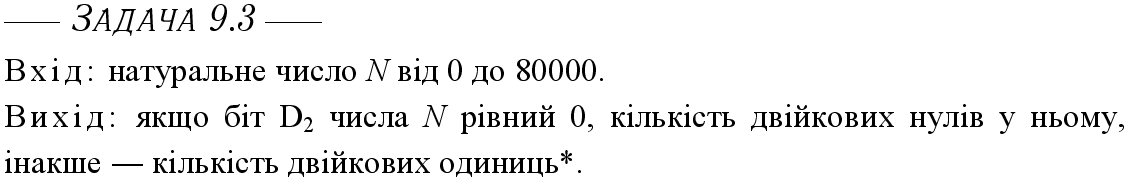 —— ЗАДАЧА 9.3 ——
Вхід: натуральне число N від 0 до 80000.
Вихід: якщо біт D₂ числа N рівний 0, кількість двійкових нулів у ньому,
інакше — кількість двійкових одиниць*.